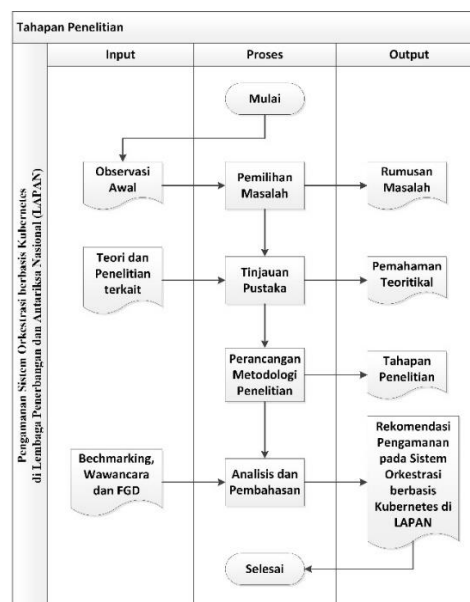 Tahapan Penelitian
Pengamanan Sistem Orkestrasi berbasis Kubernetes
di Lembaga Penerbangan dan Autariksa Nasional (LAPAN)
Input
Proses
Output
Mulai
Observasi
Awal
Pemilihan
Masalah
Rumusan
Masalah
Teori dan
Penelitian
terkait
Tinjauan
Pustaka
Pemahaman
Teoritikal
Perancangan
Metodologi
Penelitian
Tahapan
Penelitian
Bechmarking,
Wawancara
dan FGD
Analisis dan
Pembahasan
Rekomendasi
Pengamanan
pada Sistem
Orkestrasi
berbasis
Kubernetes di
LAPAN
Selesai